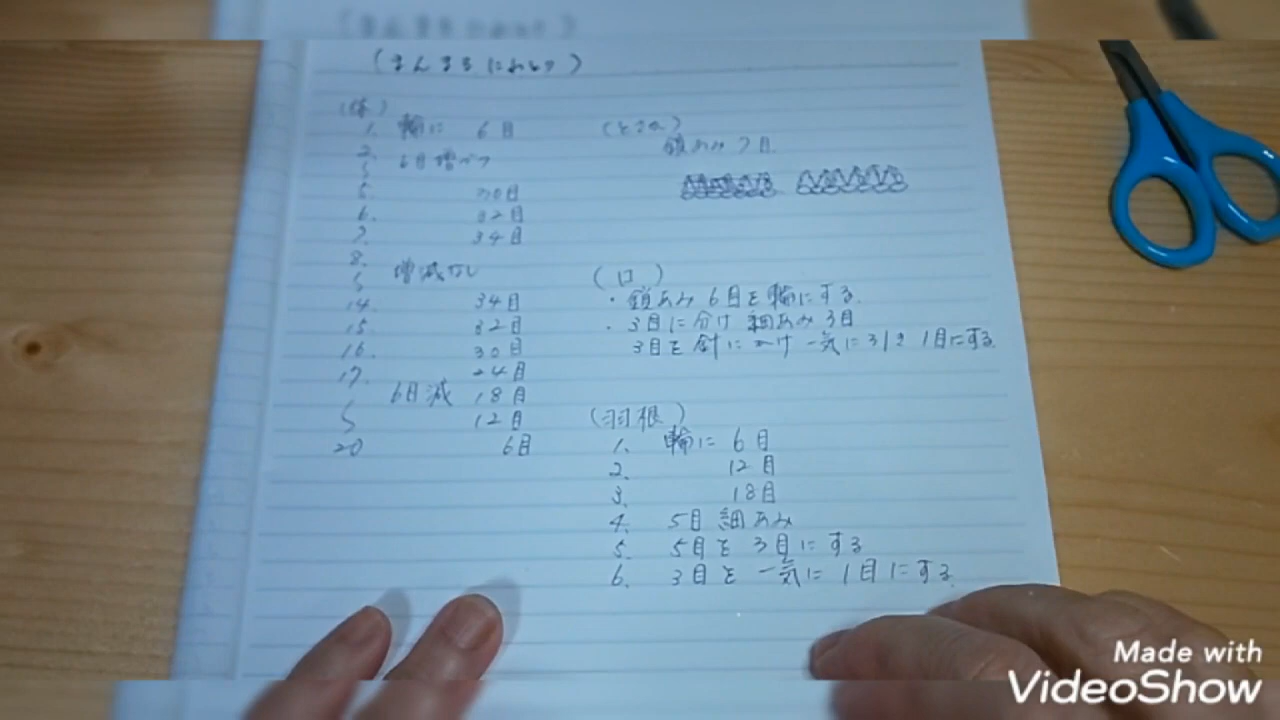 (まんまるにわとり)
(体)
1. 輪に 6目
2. 6目増べつ
5
5. 30目
6. 32目
7. 34目
8.
5 増減なし
14. 34目
15. 32目
16. 30目
17. 24目
6目減 18目
5 12目
20 6目
(とさか)
鎖あみ 7目
(口)
・鎖あみ 6目を輪にする.
・3目に分け 細あみ 3目
3目を針にかけ 一気に引き 1目にする
(羽根)
1. 輪に 6目
2. 12目
3. 18目
4. 5目 細あみ
5. 5目を 3目に する
6. 3目を 一気に 1目にする.
Made with
VideoShow